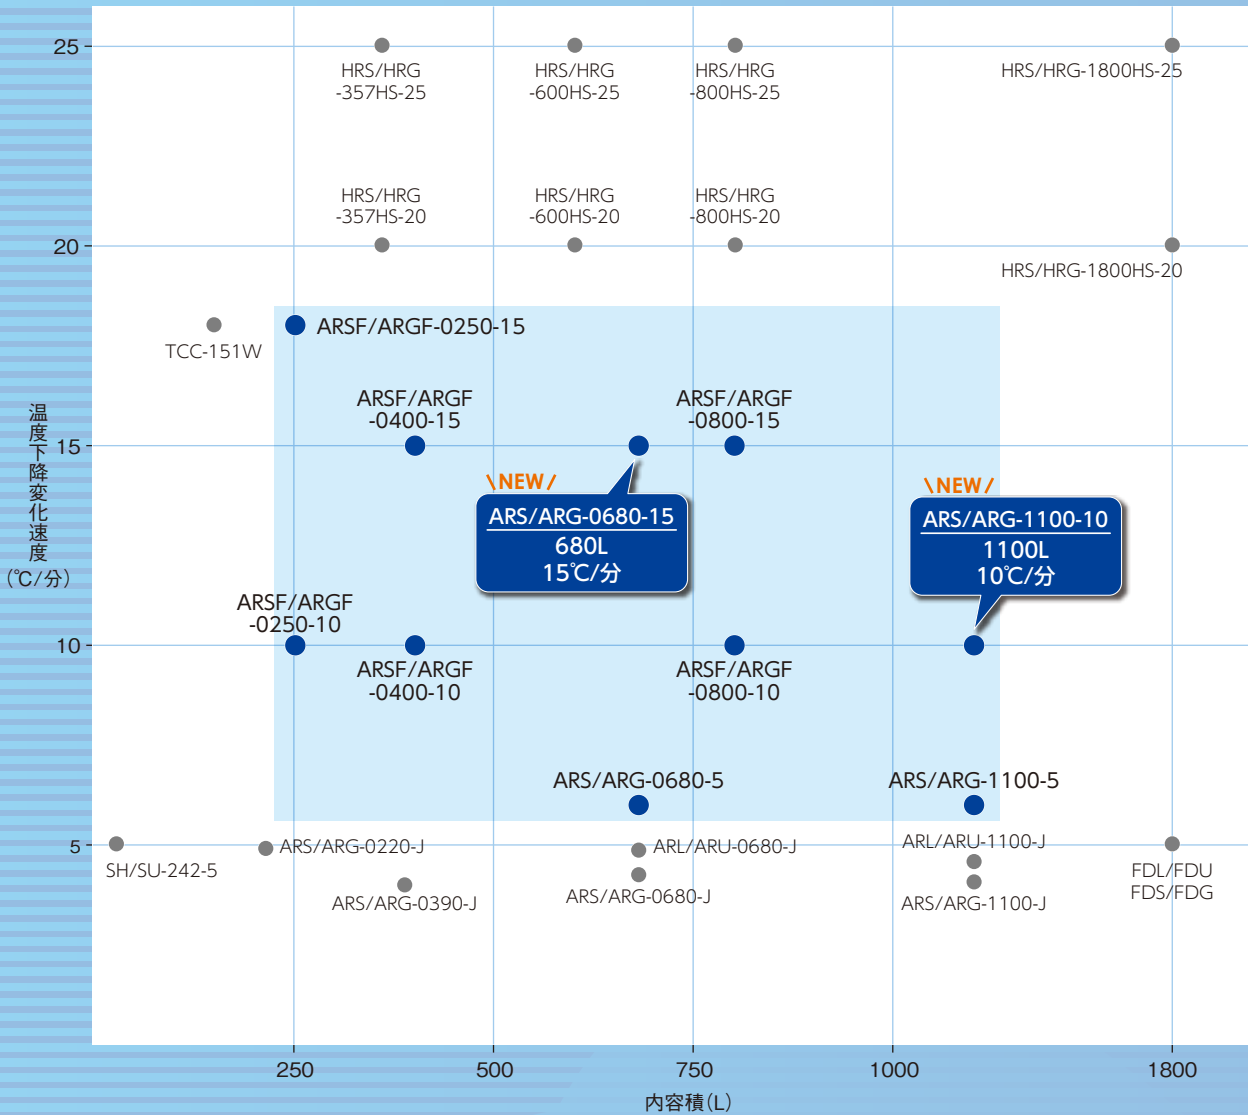 25
HRS/HRG
-357HS-25
HRS/HRG
-600HS-25
HRS/HRG
-800HS-25
HRS/HRG-1800HS-25
HRS/HRG
-357HS-20
HRS/HRG
-600HS-20
HRS/HRG
-800HS-20
20
HRS/HRG-1800HS-20
TCC-151W
ARSF/ARGF-0250-15
ARSF/ARGF
-0400-15
ARSF/ARGF
-0800-15
15
温度下降変化速度
(℃/分)
\NEW/
ARS/ARG-0680-15
680L
15℃/分
\NEW/
ARS/ARG-1100-10
1100L
10℃/分
ARSF/ARGF
-0250-10
10
ARSF/ARGF
-0400-10
ARSF/ARGF
-0800-10
ARS/ARG-0680-5
ARS/ARG-1100-5
5
SH/SU-242-5
ARS/ARG-0220-J
ARS/ARG-0390-J
ARL/ARU-0680-J
ARS/ARG-0680-J
ARL/ARU-1100-J
ARS/ARG-1100-J
FDL/FDU
FDS/FDG
250
500
750
1000
1800
内容積(L)